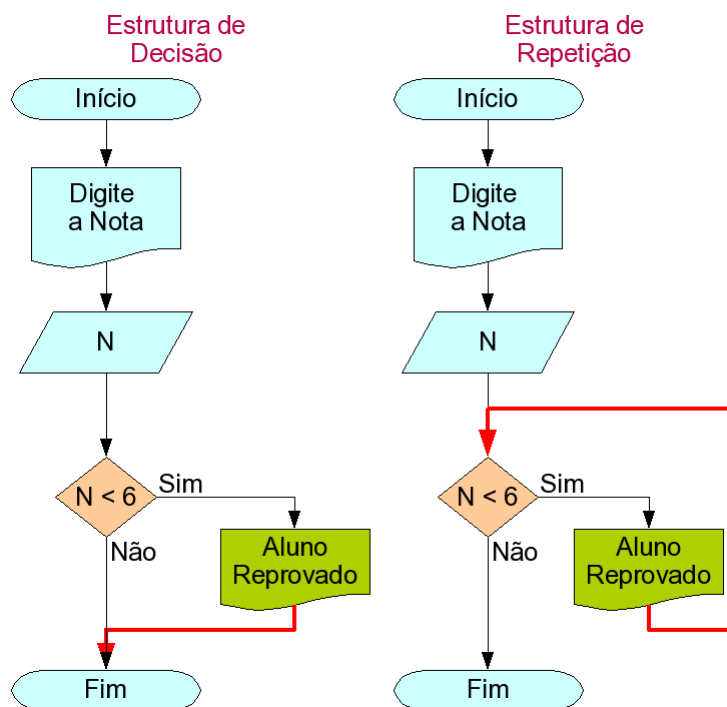 Estrutura de
Decisão
Início
Digite
a Nota
N
N < 6
Sim
Não
Aluno
Reprovado
Fim
Estrutura de
Repetição
Início
Digite
a Nota
N
N < 6
Sim
Não
Aluno
Reprovado
Fim